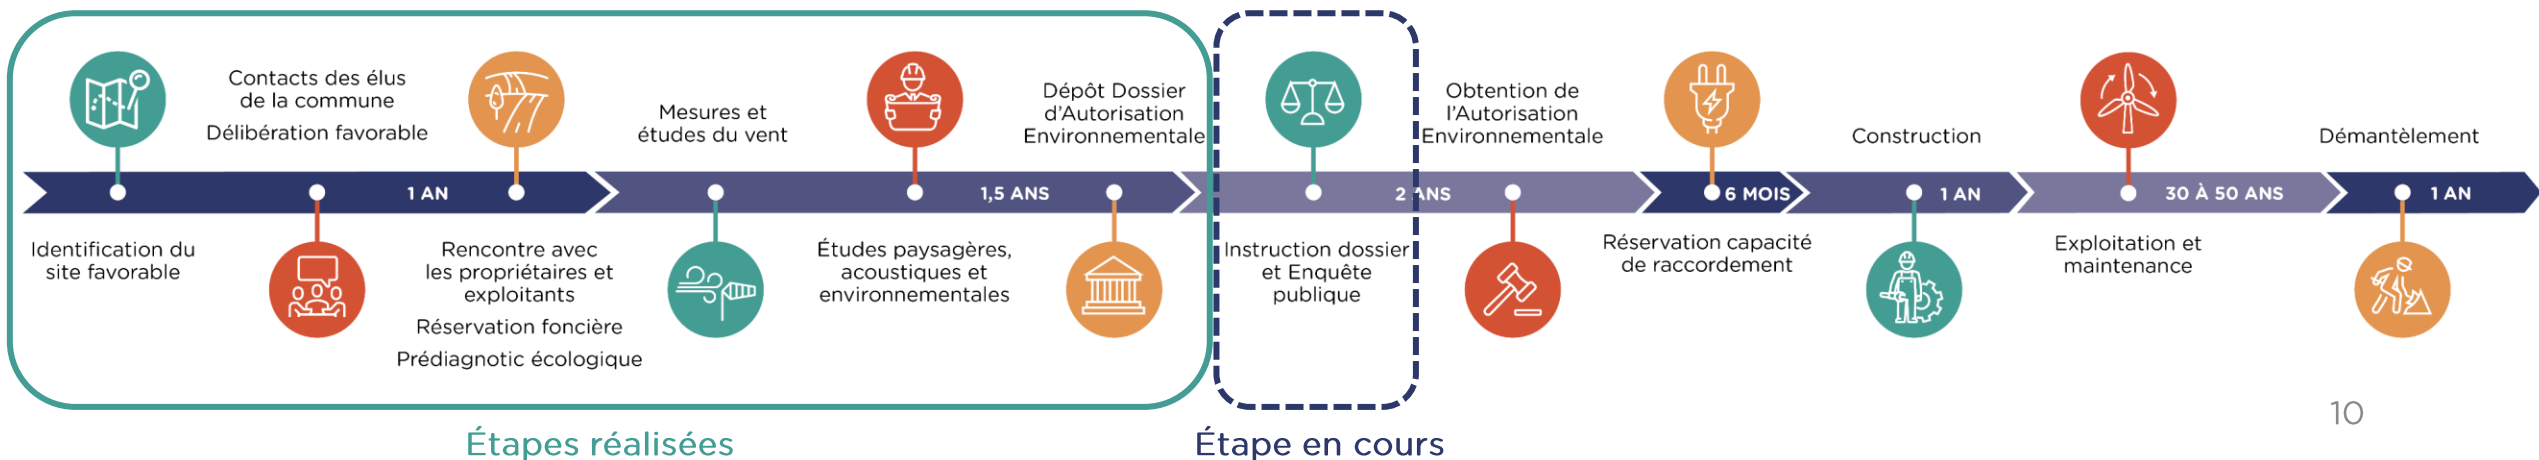 Identification du
site favorable
Contacts des élus
de la commune
Délibération favorable
1 AN
Rencontre avec
les propriétaires et
exploitants
Réservation foncière
Prédiagnotic écologique
Mesures et
études du vent
Études paysagères,
acoustiques et
environnementales
1,5 ANS
Dépôt Dossier
d'Autorisation
Environnementale
Instruction dossier
et Enquête
publique
2 ANS
Obtention de
l'Autorisation
Environnementale
Réservation capacité
de raccordement
6 MOIS
Construction
1 AN
Exploitation et
maintenance
30 À 50 ANS
Démantèlement
1 AN
Étapes réalisées
Étape en cours
10